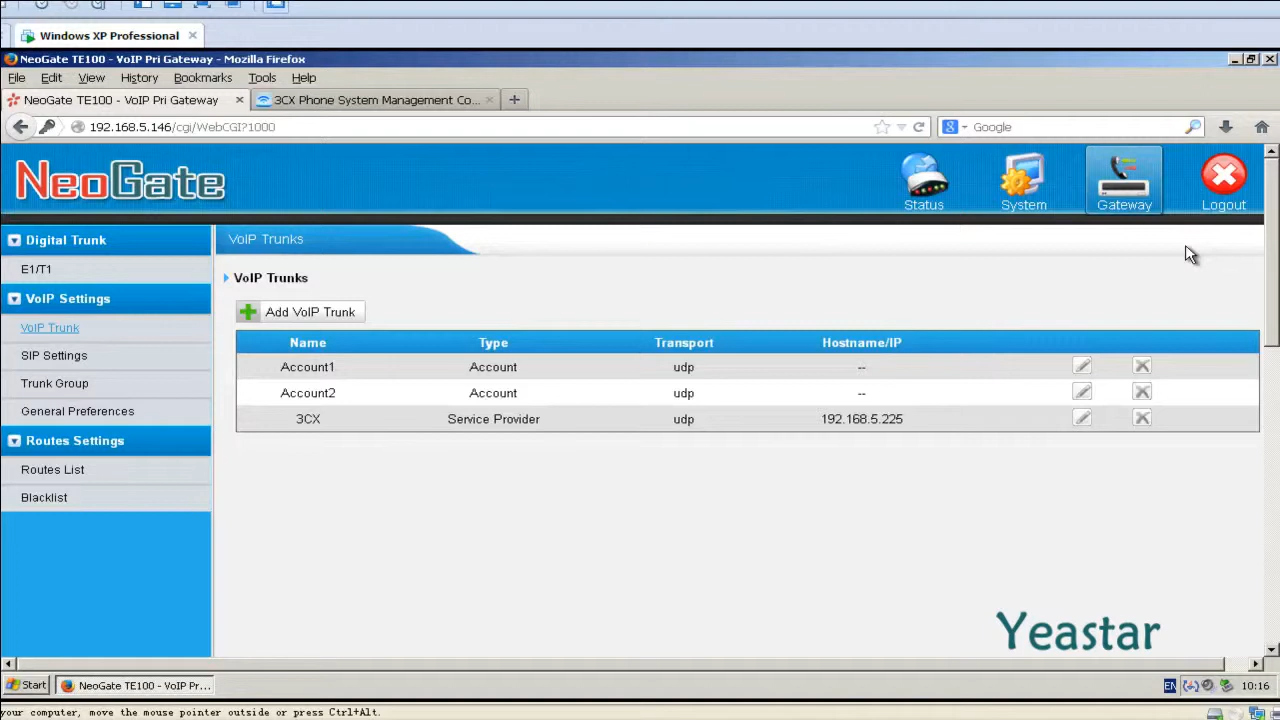 Windows XP Professional
NeoGate TE100 - VoIP Pri Gateway - Mozilla Firefox
File Edit View History Bookmarks Tools Help
NeoGate TE100 - VoIP Pri Gateway 3CX Phone System Management Co...
192.168.5.146/cgi/WebCGI?1000 Google
NeoGate
Status System Gateway Logout
Digital Trunk
E1/T1
VoIP Settings
VoIP Trunk
SIP Settings
Trunk Group
General Preferences
Routes Settings
Routes List
Blacklist
VoIP Trunks
VoIP Trunks
Add VoIP Trunk
Name Type Transport Hostname/IP
Account1 Account udp --
Account2 Account udp --
3CX Service Provider udp 192.168.5.225
Yeastar
Start NeoGate TE100 - VoIP Pr... EN 10:16
your computer, move the mouse pointer outside or press Ctrl+Alt.